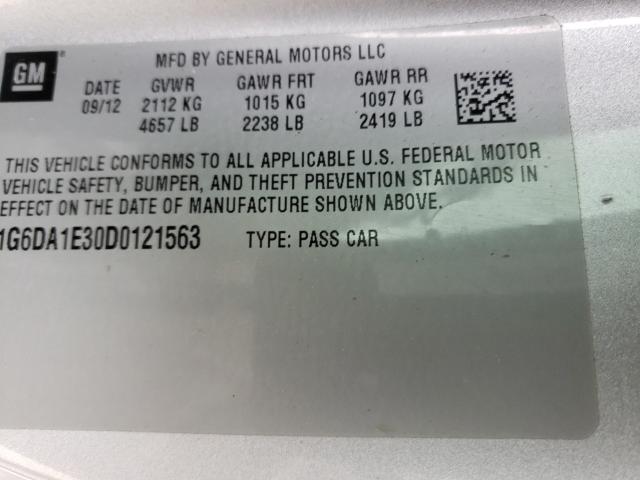 GM
MFD BY GENERAL MOTORS LLC
DATE GVWR GAWR FRT GAWR RR
09/12 2112 KG 1015 KG 1097 KG
4657 LB 2238 LB 2419 LB
THIS VEHICLE CONFORMS TO ALL APPLICABLE U.S. FEDERAL MOTOR
VEHICLE SAFETY, BUMPER, AND THEFT PREVENTION STANDARDS IN
EFFECT ON THE DATE OF MANUFACTURE SHOWN ABOVE.
1G6DA1E30D0121563 TYPE: PASS CAR